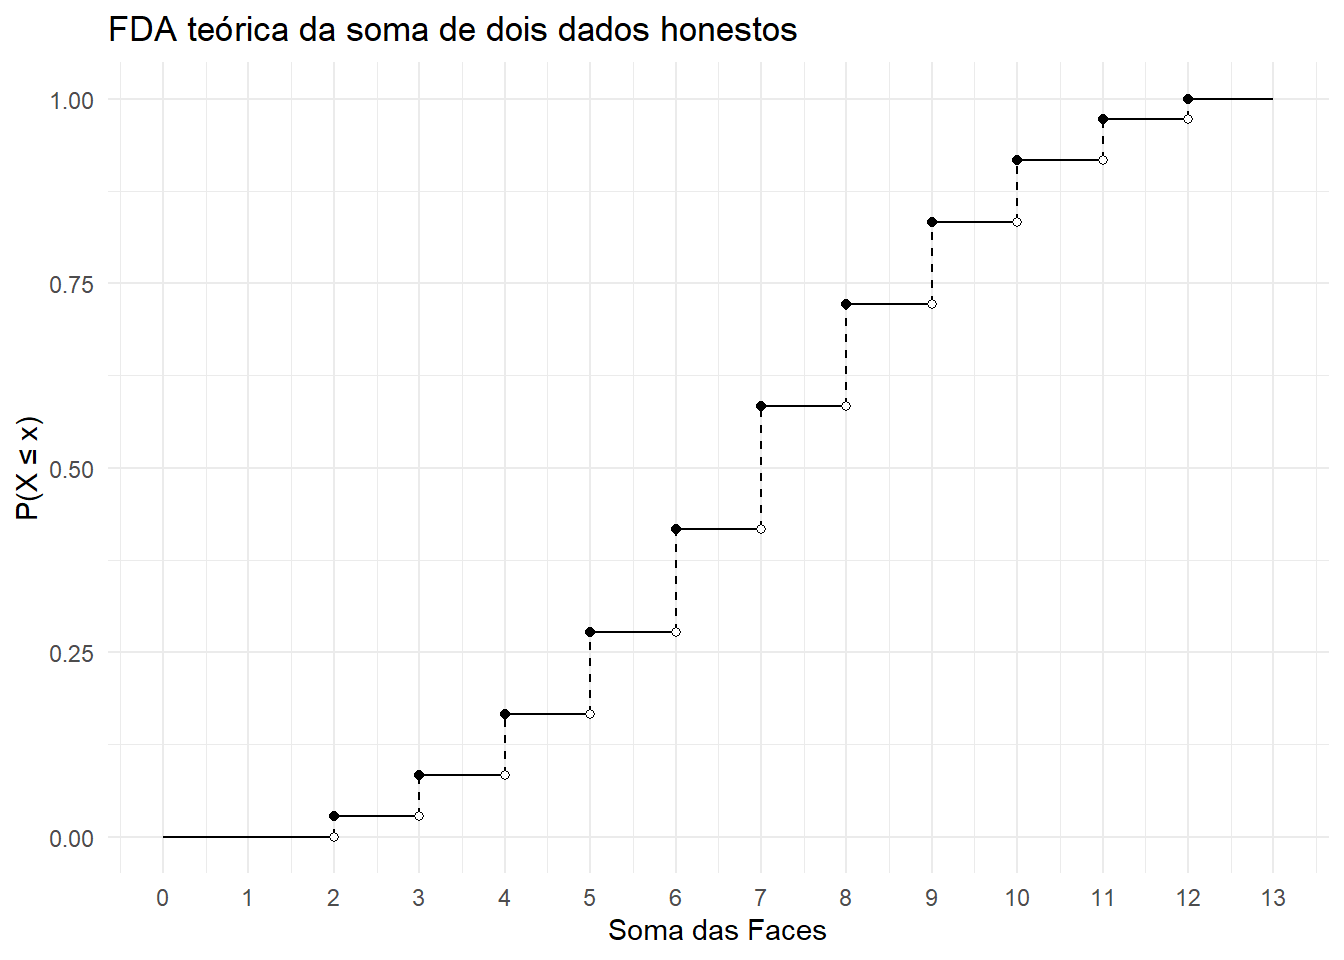 FDA teórica da soma de dois dados honestos
P(X ≤ x)
1.00
0.75
0.50
0.25
0.00
0 1 2 3 4 5 6 7 8 9 10 11 12 13
Soma das Faces